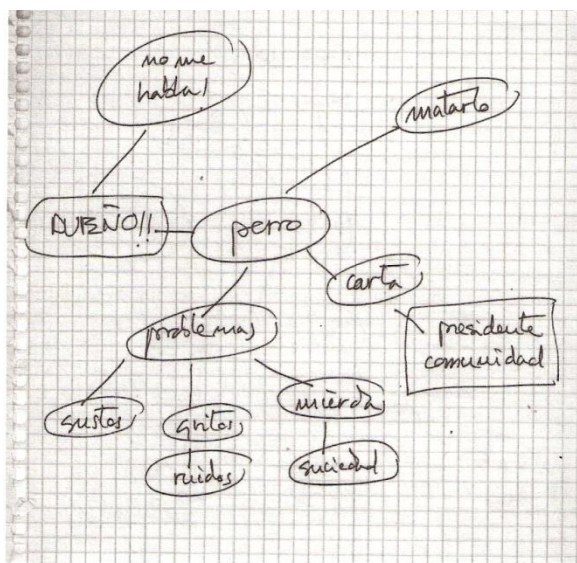 no me
habla!
matarlo
DUEÑO!!
perro
carta
presidente
comunidad
problemas
sustos
gritos
mierda
ruidos
suciedad